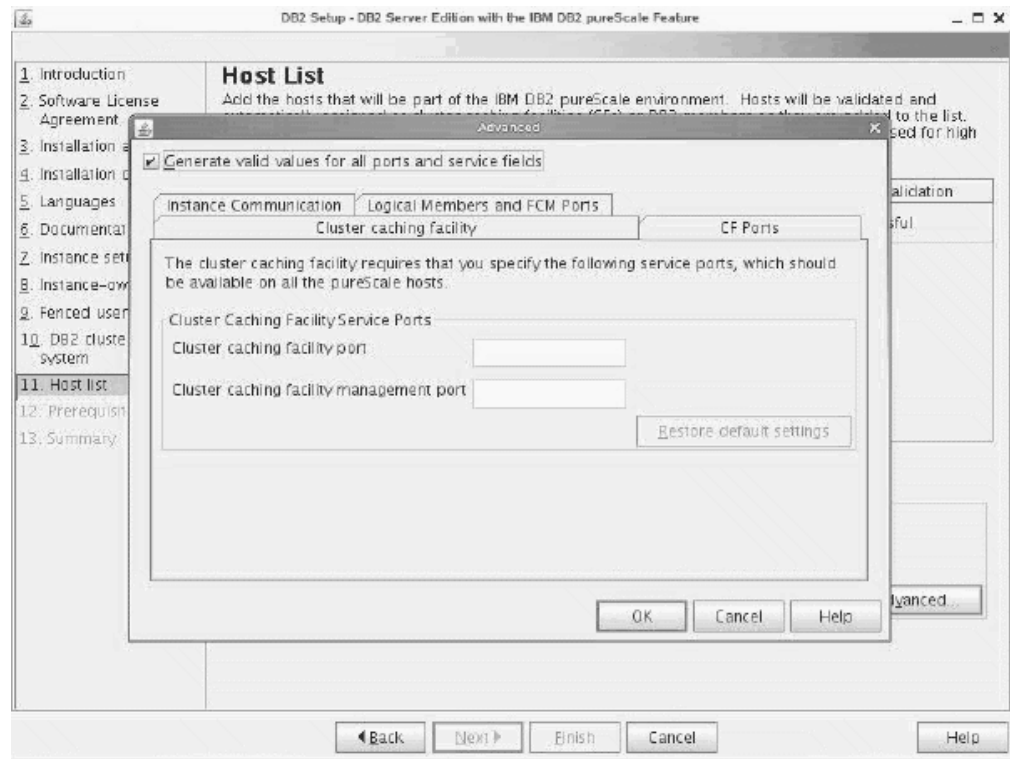 DB2 Setup - DB2 Server Edition with the IBM DB2 pureScale Feature
1. Introduction
2. Software License
Agreement
3. Installation
4. Installation
5. Languages
6. Documentat
7. Instance set
8. Instance-ow
9. Fenced user
10. DB2 cluste
system
11. Host list
12. Prerequisit
13. Summary
Host List
Add the hosts that will be part of the IBM DB2 pureScale environment. Hosts will be validated and
to the list.
sed for high
alidation
sful
Advanced
Generate valid values for all ports and service fields
Instance Communication
Logical Members and FCM Ports
Cluster caching facility
CF Ports
The cluster caching facility requires that you specify the following service ports, which should
be available on all the pureScale hosts.
Cluster Caching Facility Service Ports
Cluster caching facility port
Cluster caching facility management port
Restore default settings
OK
Cancel
Help
dvanced...
Back
Next
Finish
Cancel
Help